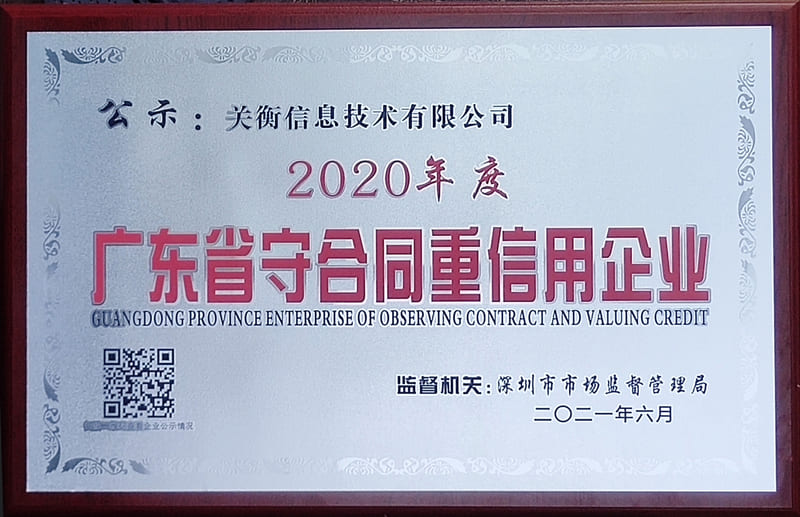 公示：关衡信息技术有限公司
2020年度
广东省守合同重信用企业
GUANGDONG PROVINCE ENTERPRISE OF OBSERVING CONTRACT AND VALUING CREDIT
监督机关：深圳市市场监督管理局
二〇二一年六月
企业公示情况